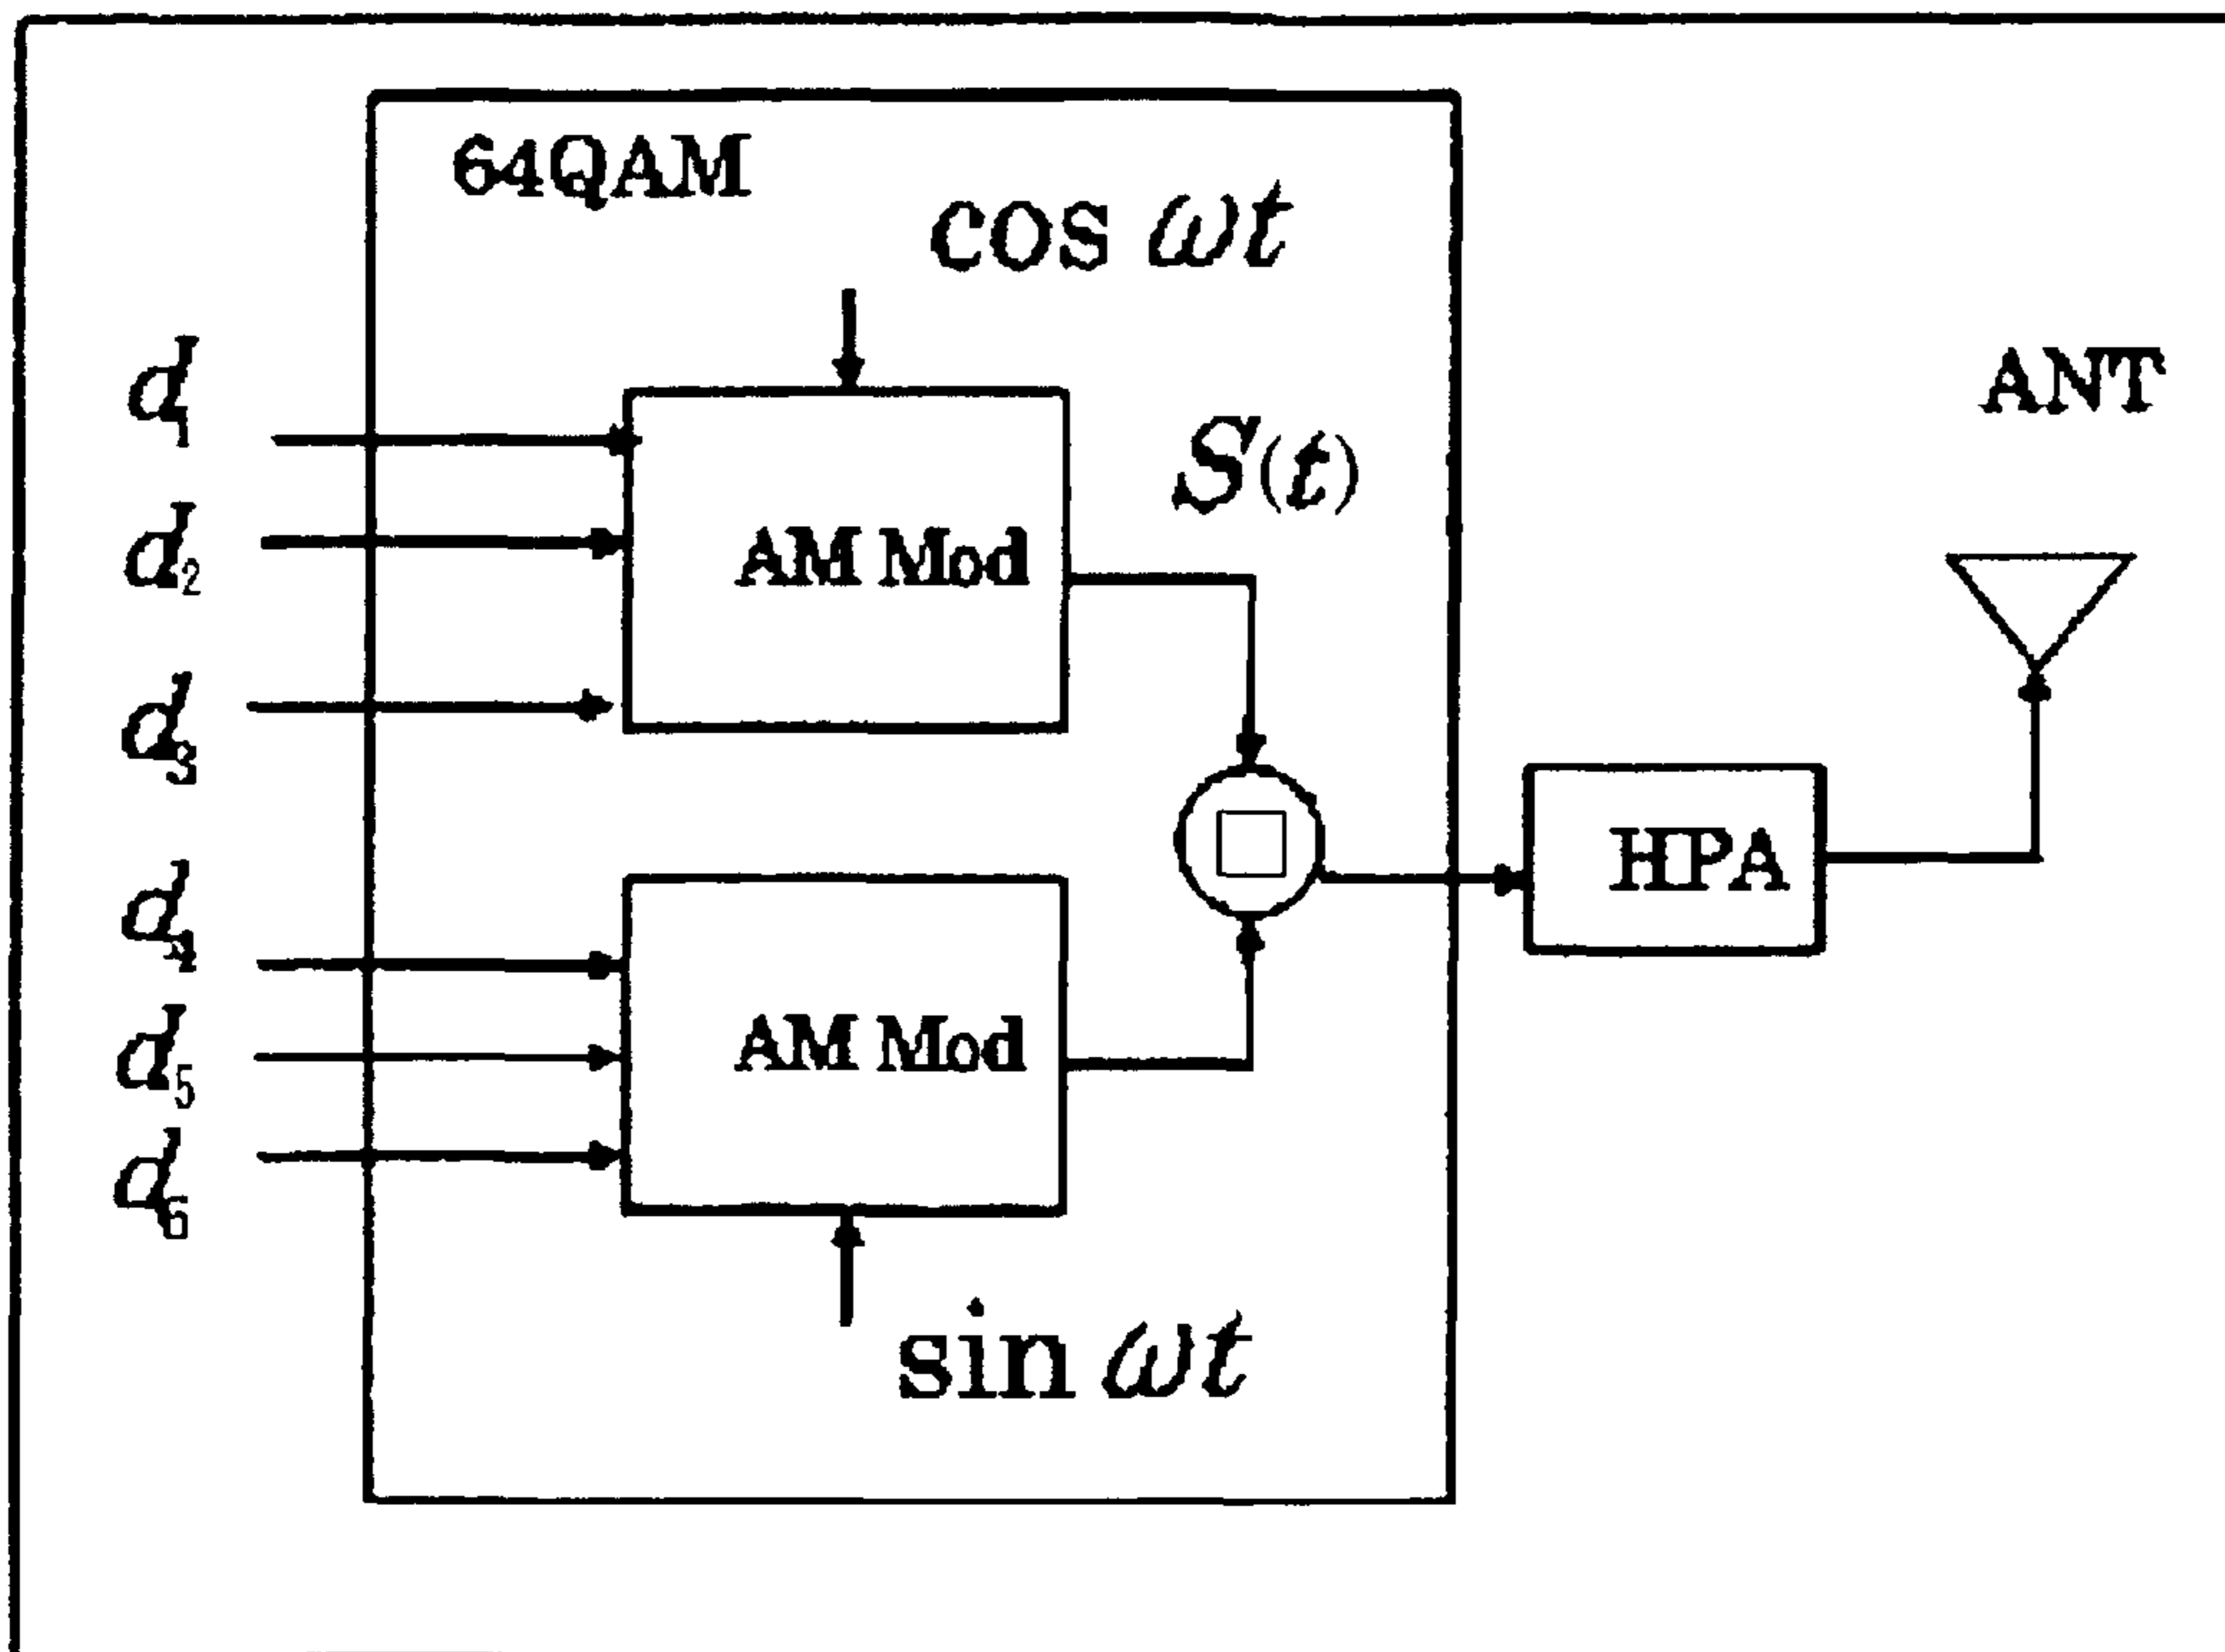 64QAM
cos ωt
d1
ANT
S(t)
d2
AM Mod
d3
HPA
d4
d5
AM Mod
d6
sin ωt